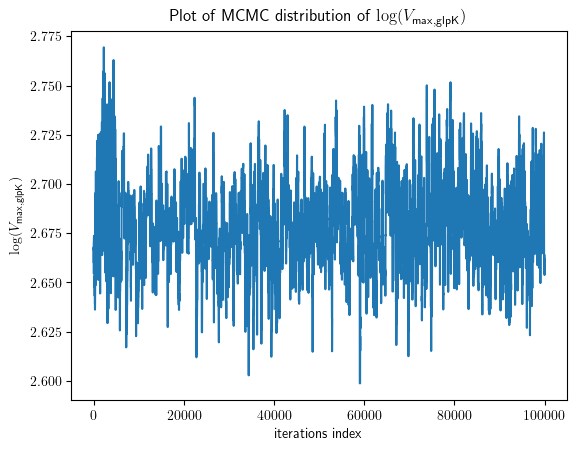 Plot of MCMC distribution of log(V_max,glpK)
log(V_max,glpK)
2.775
2.750
2.725
2.700
2.675
2.650
2.625
2.600
0 20000 40000 60000 80000 100000
iterations index